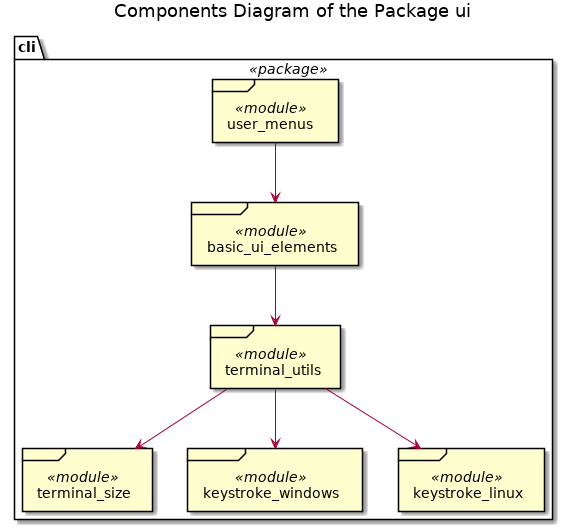 Components Diagram of the Package ui
cli
«package»
«module»
user_menus
«module»
basic_ui_elements
«module»
terminal_utils
«module»
terminal_size
«module»
keystroke_windows
«module»
keystroke_linux